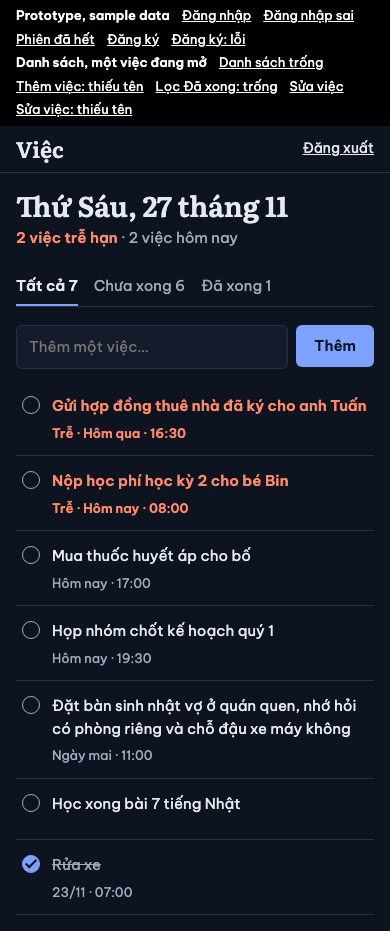 Prototype, sample data Đăng nhập Đăng nhập sai
Phiên đã hết Đăng ký Đăng ký: lỗi
Danh sách, một việc đang mở Danh sách trống
Thêm việc: thiếu tên Lọc Đã xong: trống Sửa việc
Sửa việc: thiếu tên
Việc Đăng xuất
Thứ Sáu, 27 tháng 11
2 việc trễ hạn · 2 việc hôm nay
Tất cả 7 Chưa xong 6 Đã xong 1
Thêm một việc... Thêm
Gửi hợp đồng thuê nhà đã ký cho anh Tuấn
Trễ · Hôm qua · 16:30
Nộp học phí học kỳ 2 cho bé Bin
Trễ · Hôm nay · 08:00
Mua thuốc huyết áp cho bố
Hôm nay · 17:00
Họp nhóm chốt kế hoạch quý 1
Hôm nay · 19:30
Đặt bàn sinh nhật vợ ở quán quen, nhớ hỏi
có phòng riêng và chỗ đậu xe máy không
Ngày mai · 11:00
Học xong bài 7 tiếng Nhật
Rửa xe
23/11 · 07:00